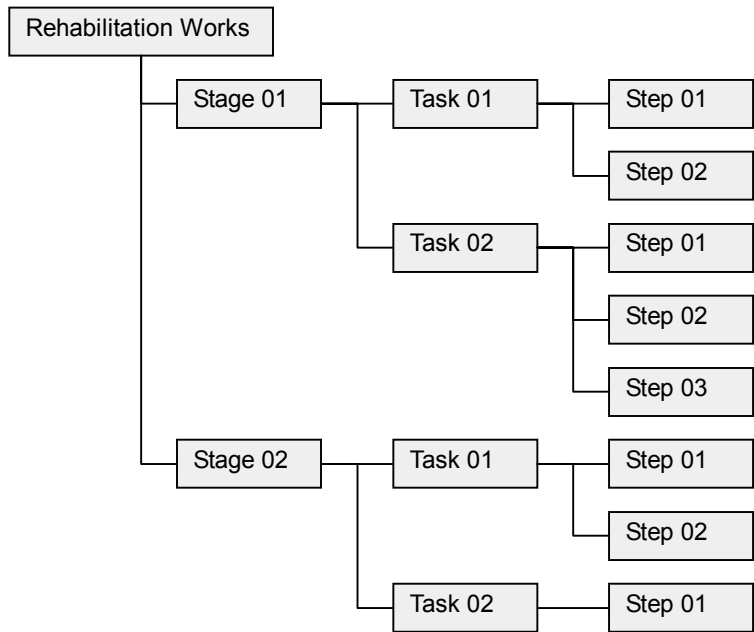 Rehabilitation Works
Stage 01
Task 01
Step 01
Step 02
Task 02
Step 01
Step 02
Step 03
Stage 02
Task 01
Step 01
Step 02
Task 02
Step 01